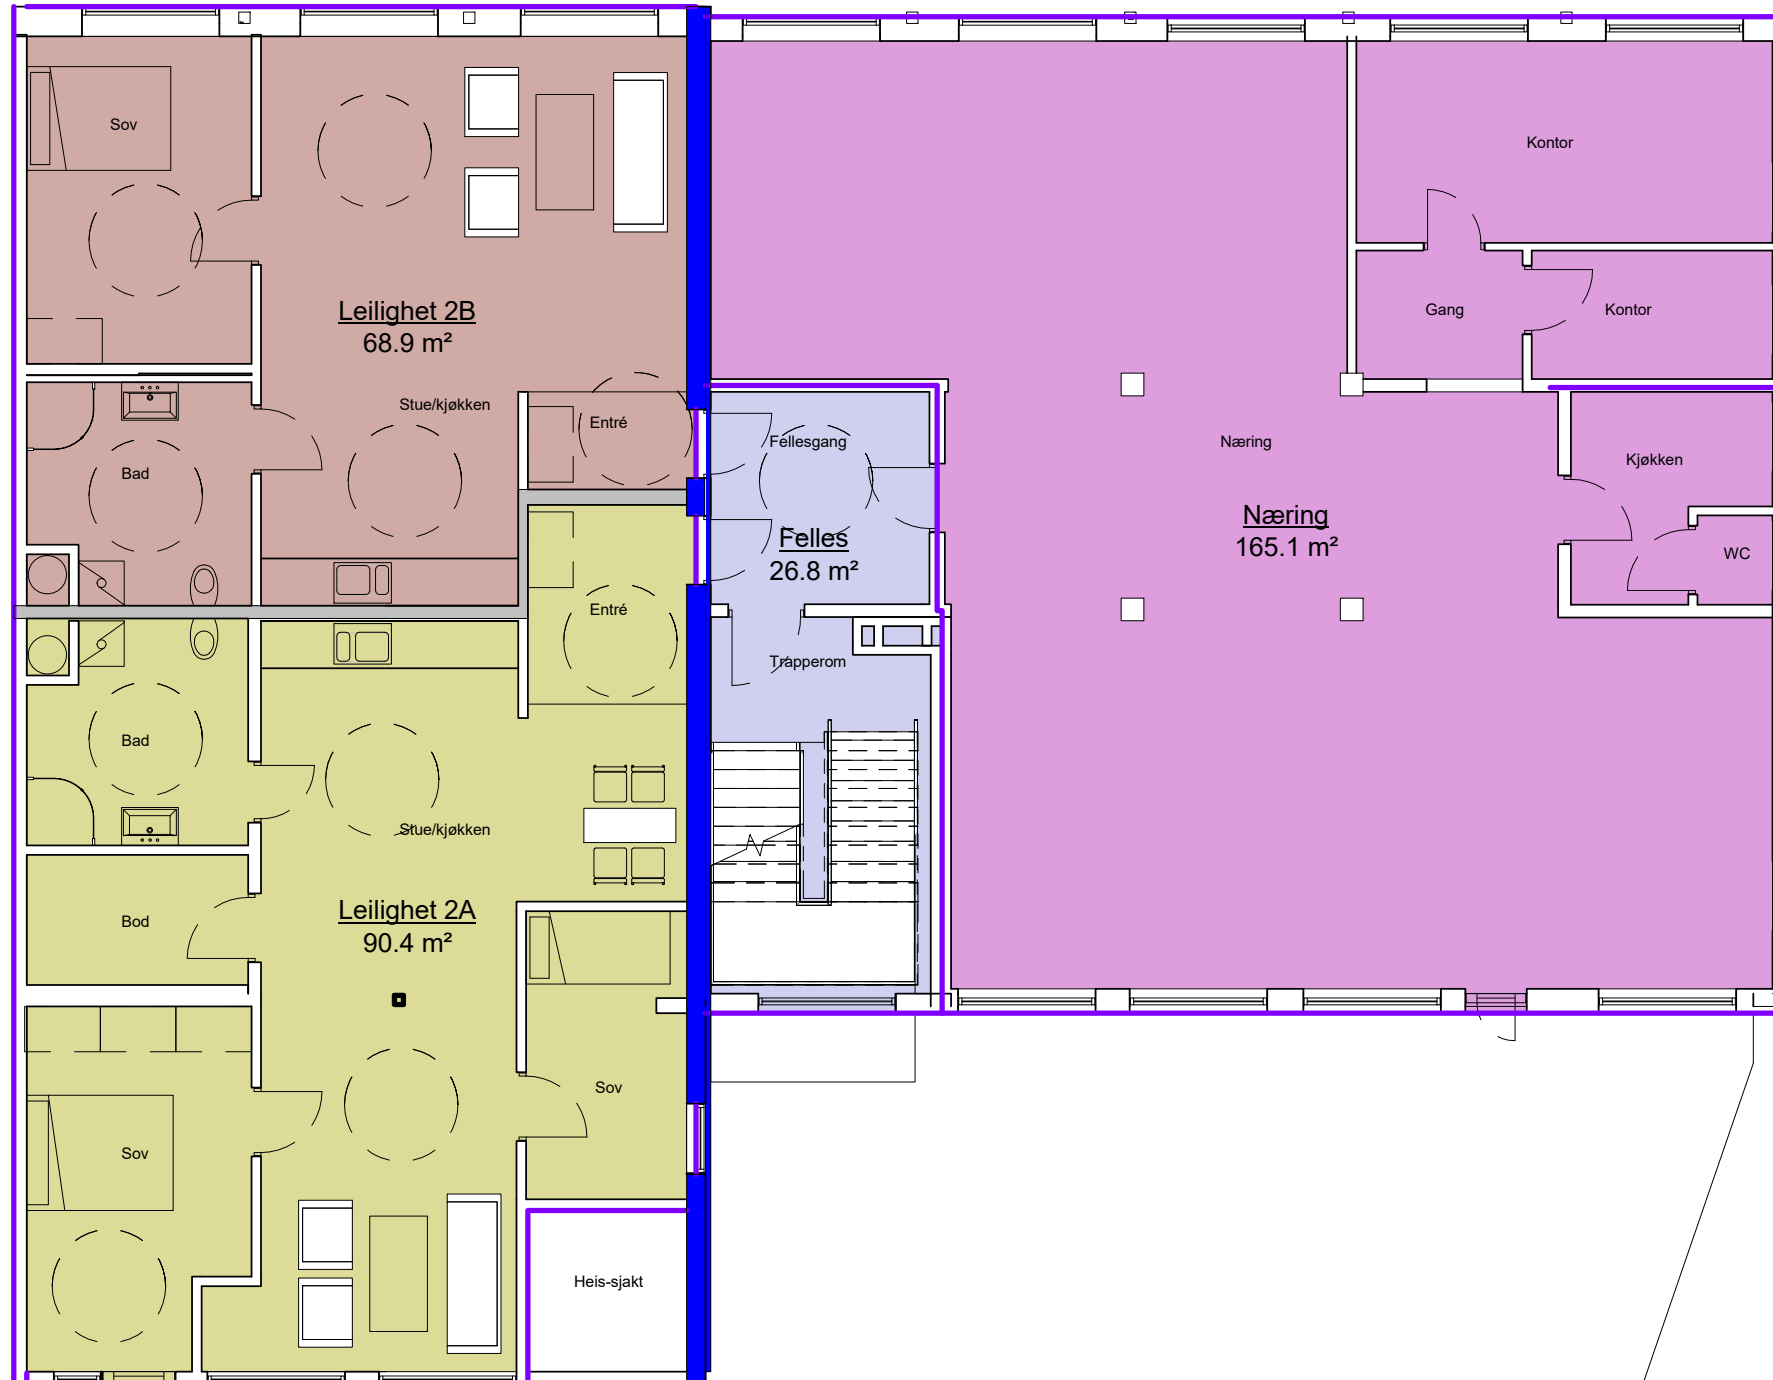 Sov
Kontor
Leilighet 2B
68.9 m²
Gang
Kontor
Stue/kjøkken
Entré
Fellesgang
Næring
Kjøkken
Bad
Næring
165.1 m²
Felles
26.8 m²
WC
Entré
Trapperom
Bad
Stue/kjøkken
Leilighet 2A
90.4 m²
Bod
Sov
Sov
Heis-sjakt